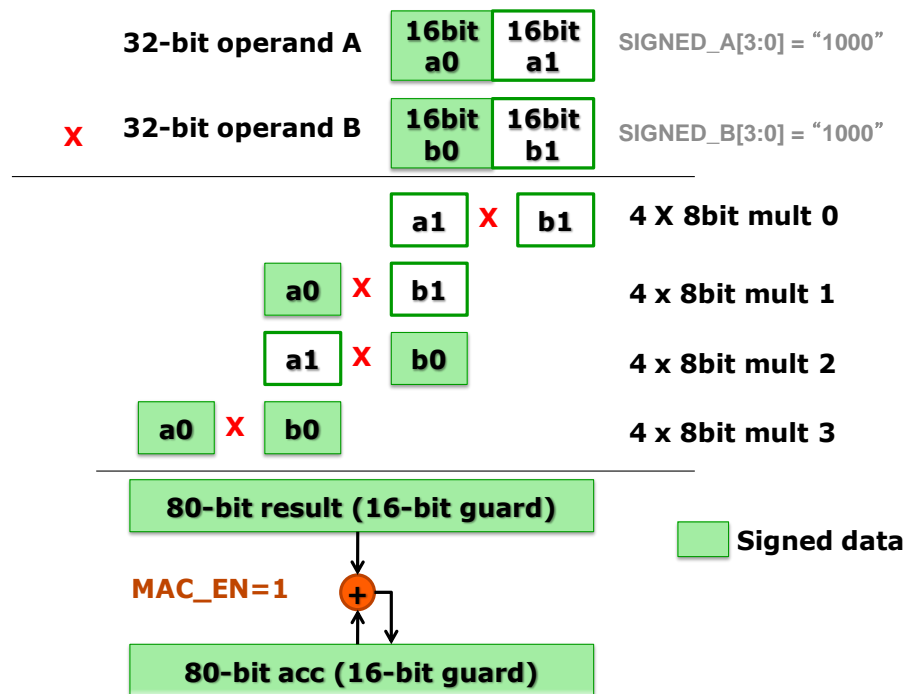 32-bit operand A
16bit a0
16bit a1
SIGNED_A[3:0] = “1000”
X
32-bit operand B
16bit b0
16bit b1
SIGNED_B[3:0] = “1000”
a1 X b1
4 X 8bit mult 0
a0 X b1
4 x 8bit mult 1
a1 X b0
4 x 8bit mult 2
a0 X b0
4 x 8bit mult 3
80-bit result (16-bit guard)
Signed data
MAC_EN=1
+
80-bit acc (16-bit guard)